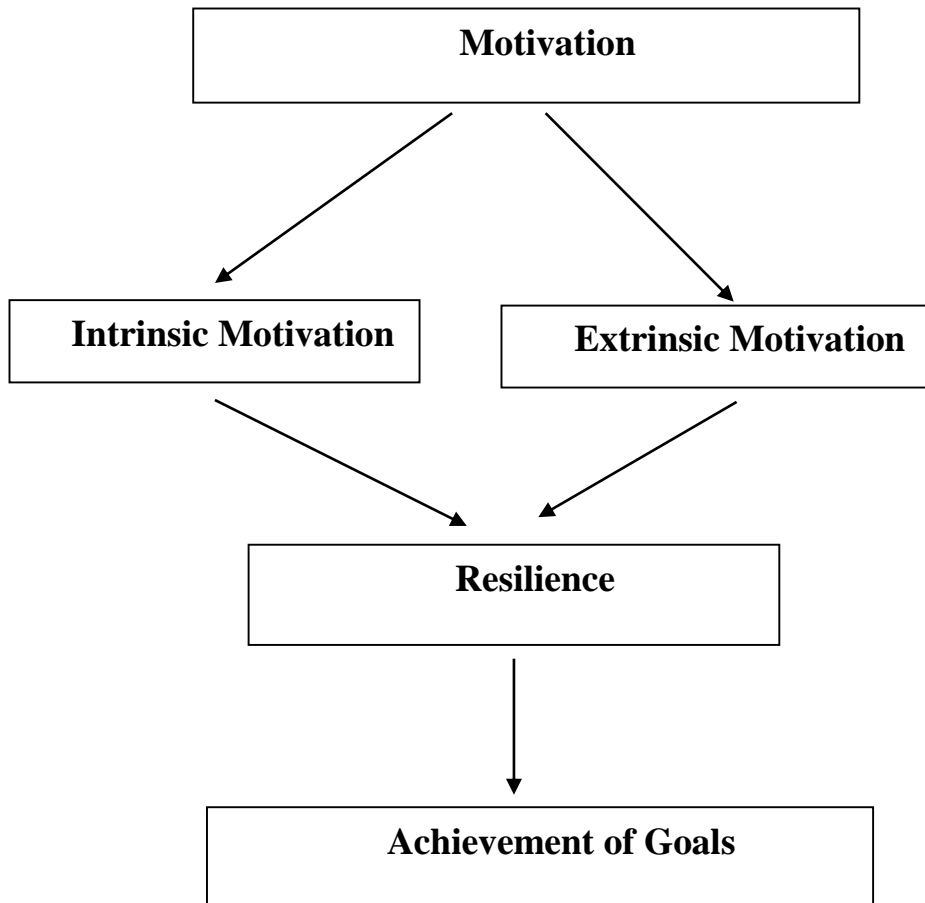 Motivation
Intrinsic Motivation
Extrinsic Motivation
Resilience
Achievement of Goals